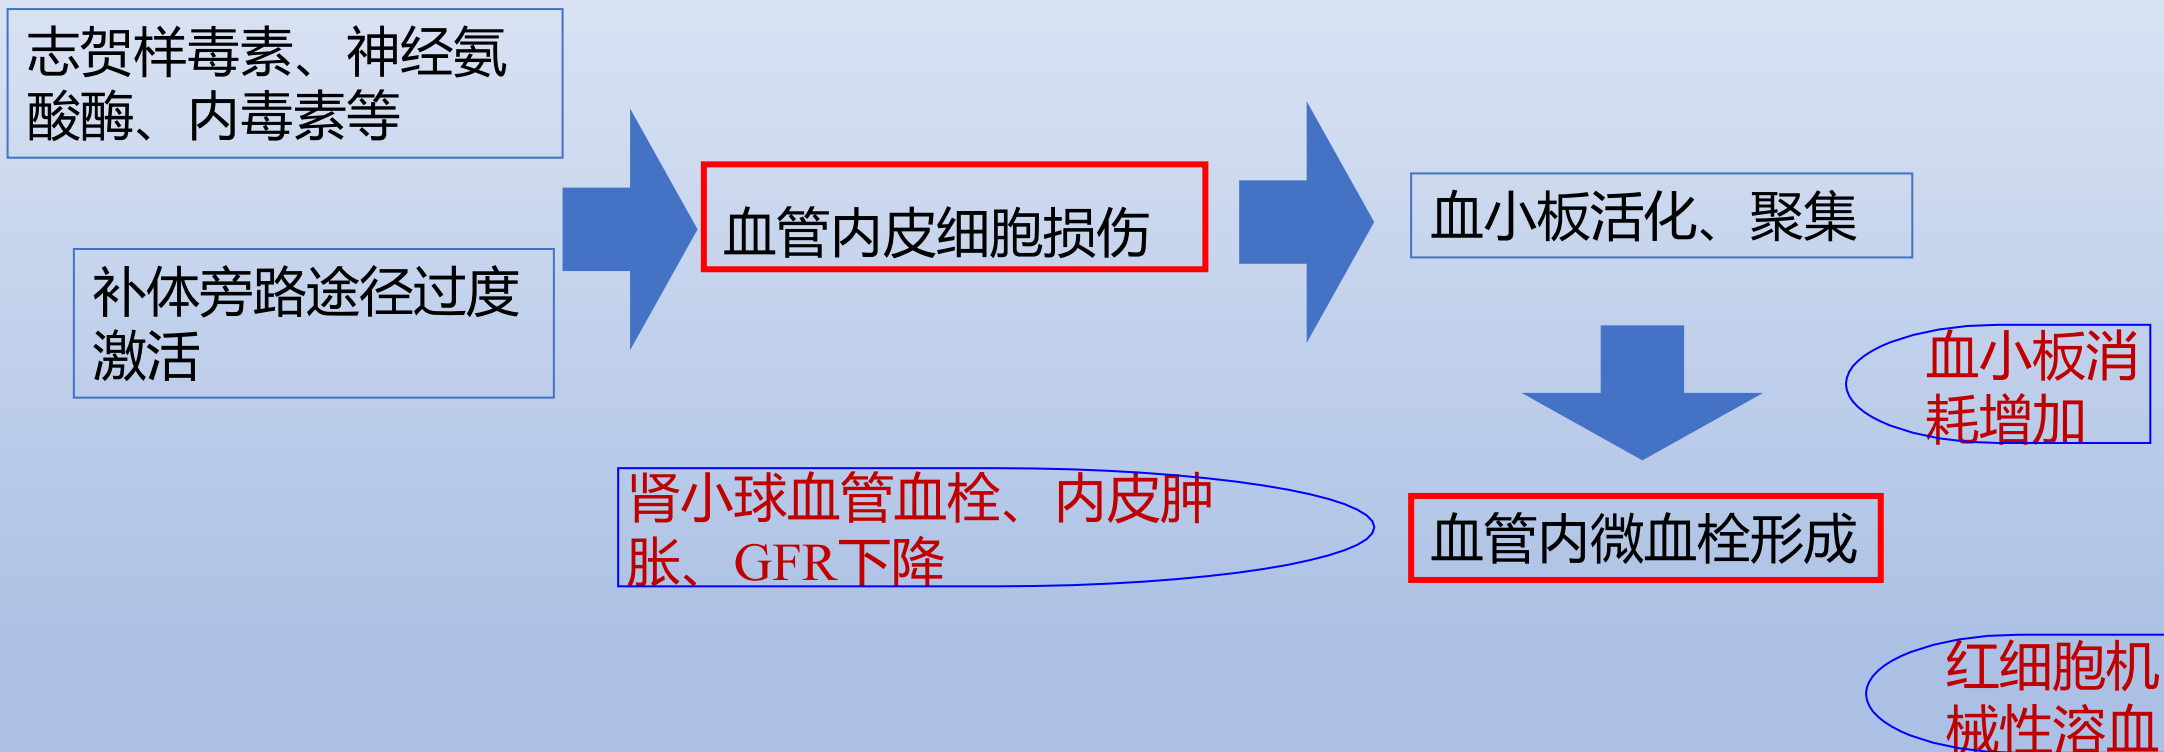 志贺样毒素、神经氨
酸酶、内毒素等
补体旁路途径过度
激活
血管内皮细胞损伤
血小板活化、聚集
血小板消
耗增加
肾小球血管血栓、内皮肿
胀、GFR下降
血管内微血栓形成
红细胞机
械性溶血